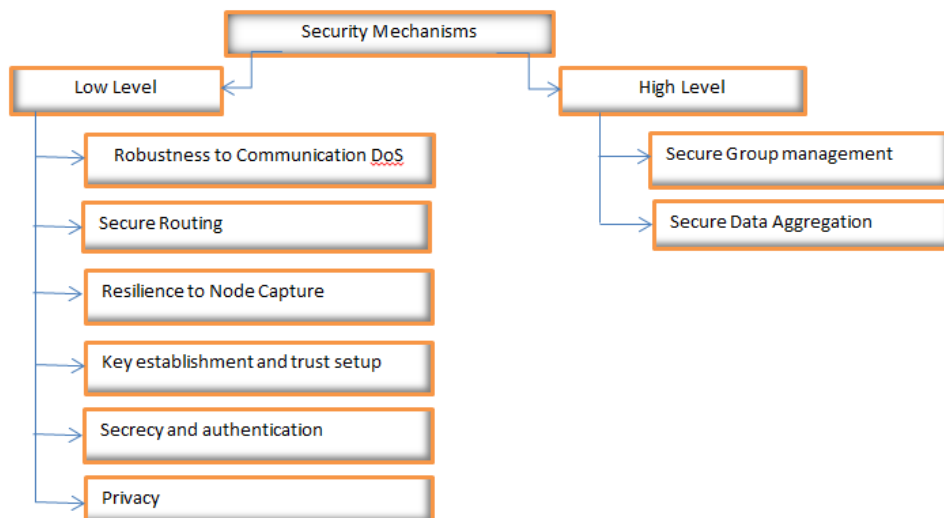 Security Mechanisms
Low Level
High Level
Robustness to Communication DoS
Secure Routing
Resilience to Node Capture
Key establishment and trust setup
Secrecy and authentication
Privacy
Secure Group management
Secure Data Aggregation